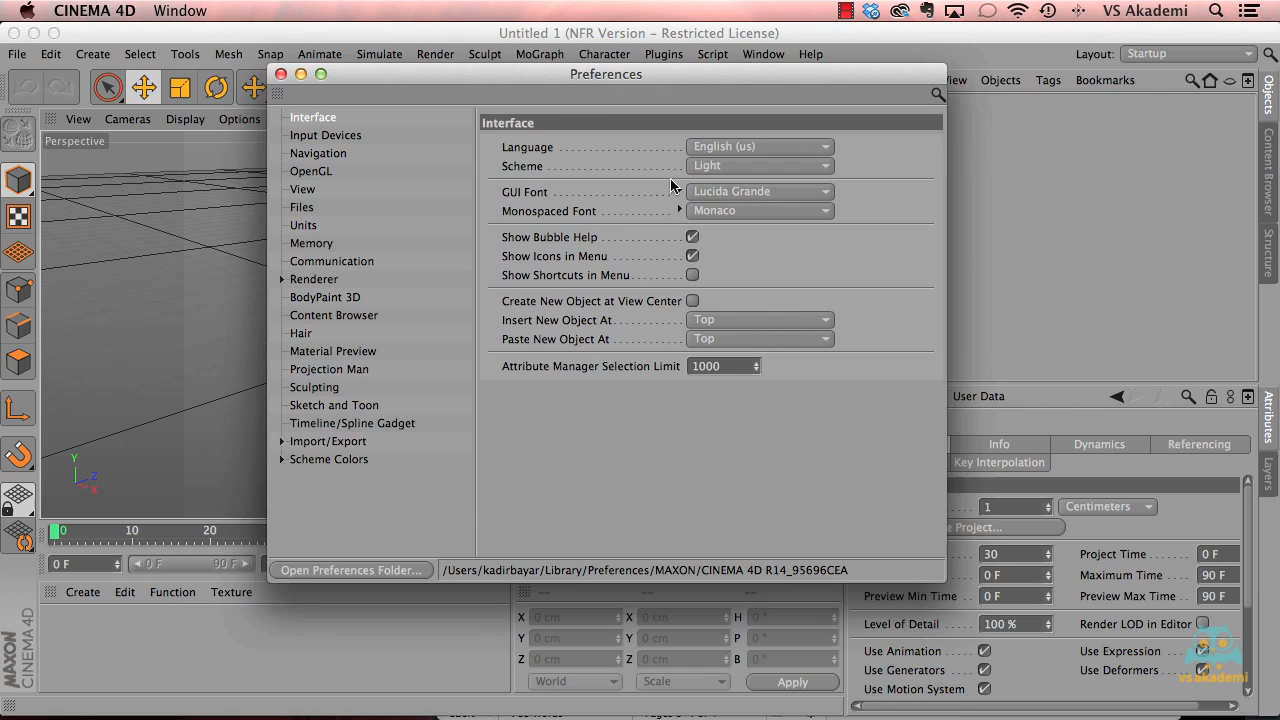 CINEMA 4D Window VS Akademi
Untitled 1 (NFR Version - Restricted License)
File Edit Create Select Tools Mesh Snap Animate Simulate Render Sculpt MoGraph Character Plugins Script Window Help Layout: Startup
Preferences
View Cameras Display Options
Objects Tags Bookmarks
Perspective
Objects
Content Browser
Structure
Interface
Input Devices
Navigation
OpenGL
View
Files
Units
Memory
Communication
Renderer
BodyPaint 3D
Content Browser
Hair
Material Preview
Projection Man
Sculpting
Sketch and Toon
Timeline/Spline Gadget
Import/Export
Scheme Colors
Interface
Language English (us)
Scheme Light
GUI Font Lucida Grande
Monospaced Font Monaco
Show Bubble Help
Show Icons in Menu
Show Shortcuts in Menu
Create New Object at View Center
Insert New Object At Top
Paste New Object At Top
Attribute Manager Selection Limit 1000
Open Preferences Folder... /Users/kadirbayar/Library/Preferences/MAXON/CINEMA 4D R14_95696CEA
Y
Z
X
0 10 20
0 F 0 F 90 F
Create Edit Function Texture
MAXON
CINEMA 4D
-- -- --
X 0 cm X 0 cm H 0 °
Y 0 cm Y 0 cm P 0 °
Z 0 cm Z 0 cm B 0 °
World Scale Apply
User Data
Attributes
Layers
Info Dynamics Referencing
Key Interpolation
1 Centimeters
Project...
30 Project Time 0 F
0 F Maximum Time 90 F
Preview Min Time 0 F Preview Max Time 90 F
Level of Detail 100 % Render LOD in Editor
Use Animation Use Expression
Use Generators Use Deformers
Use Motion System
vs akademi